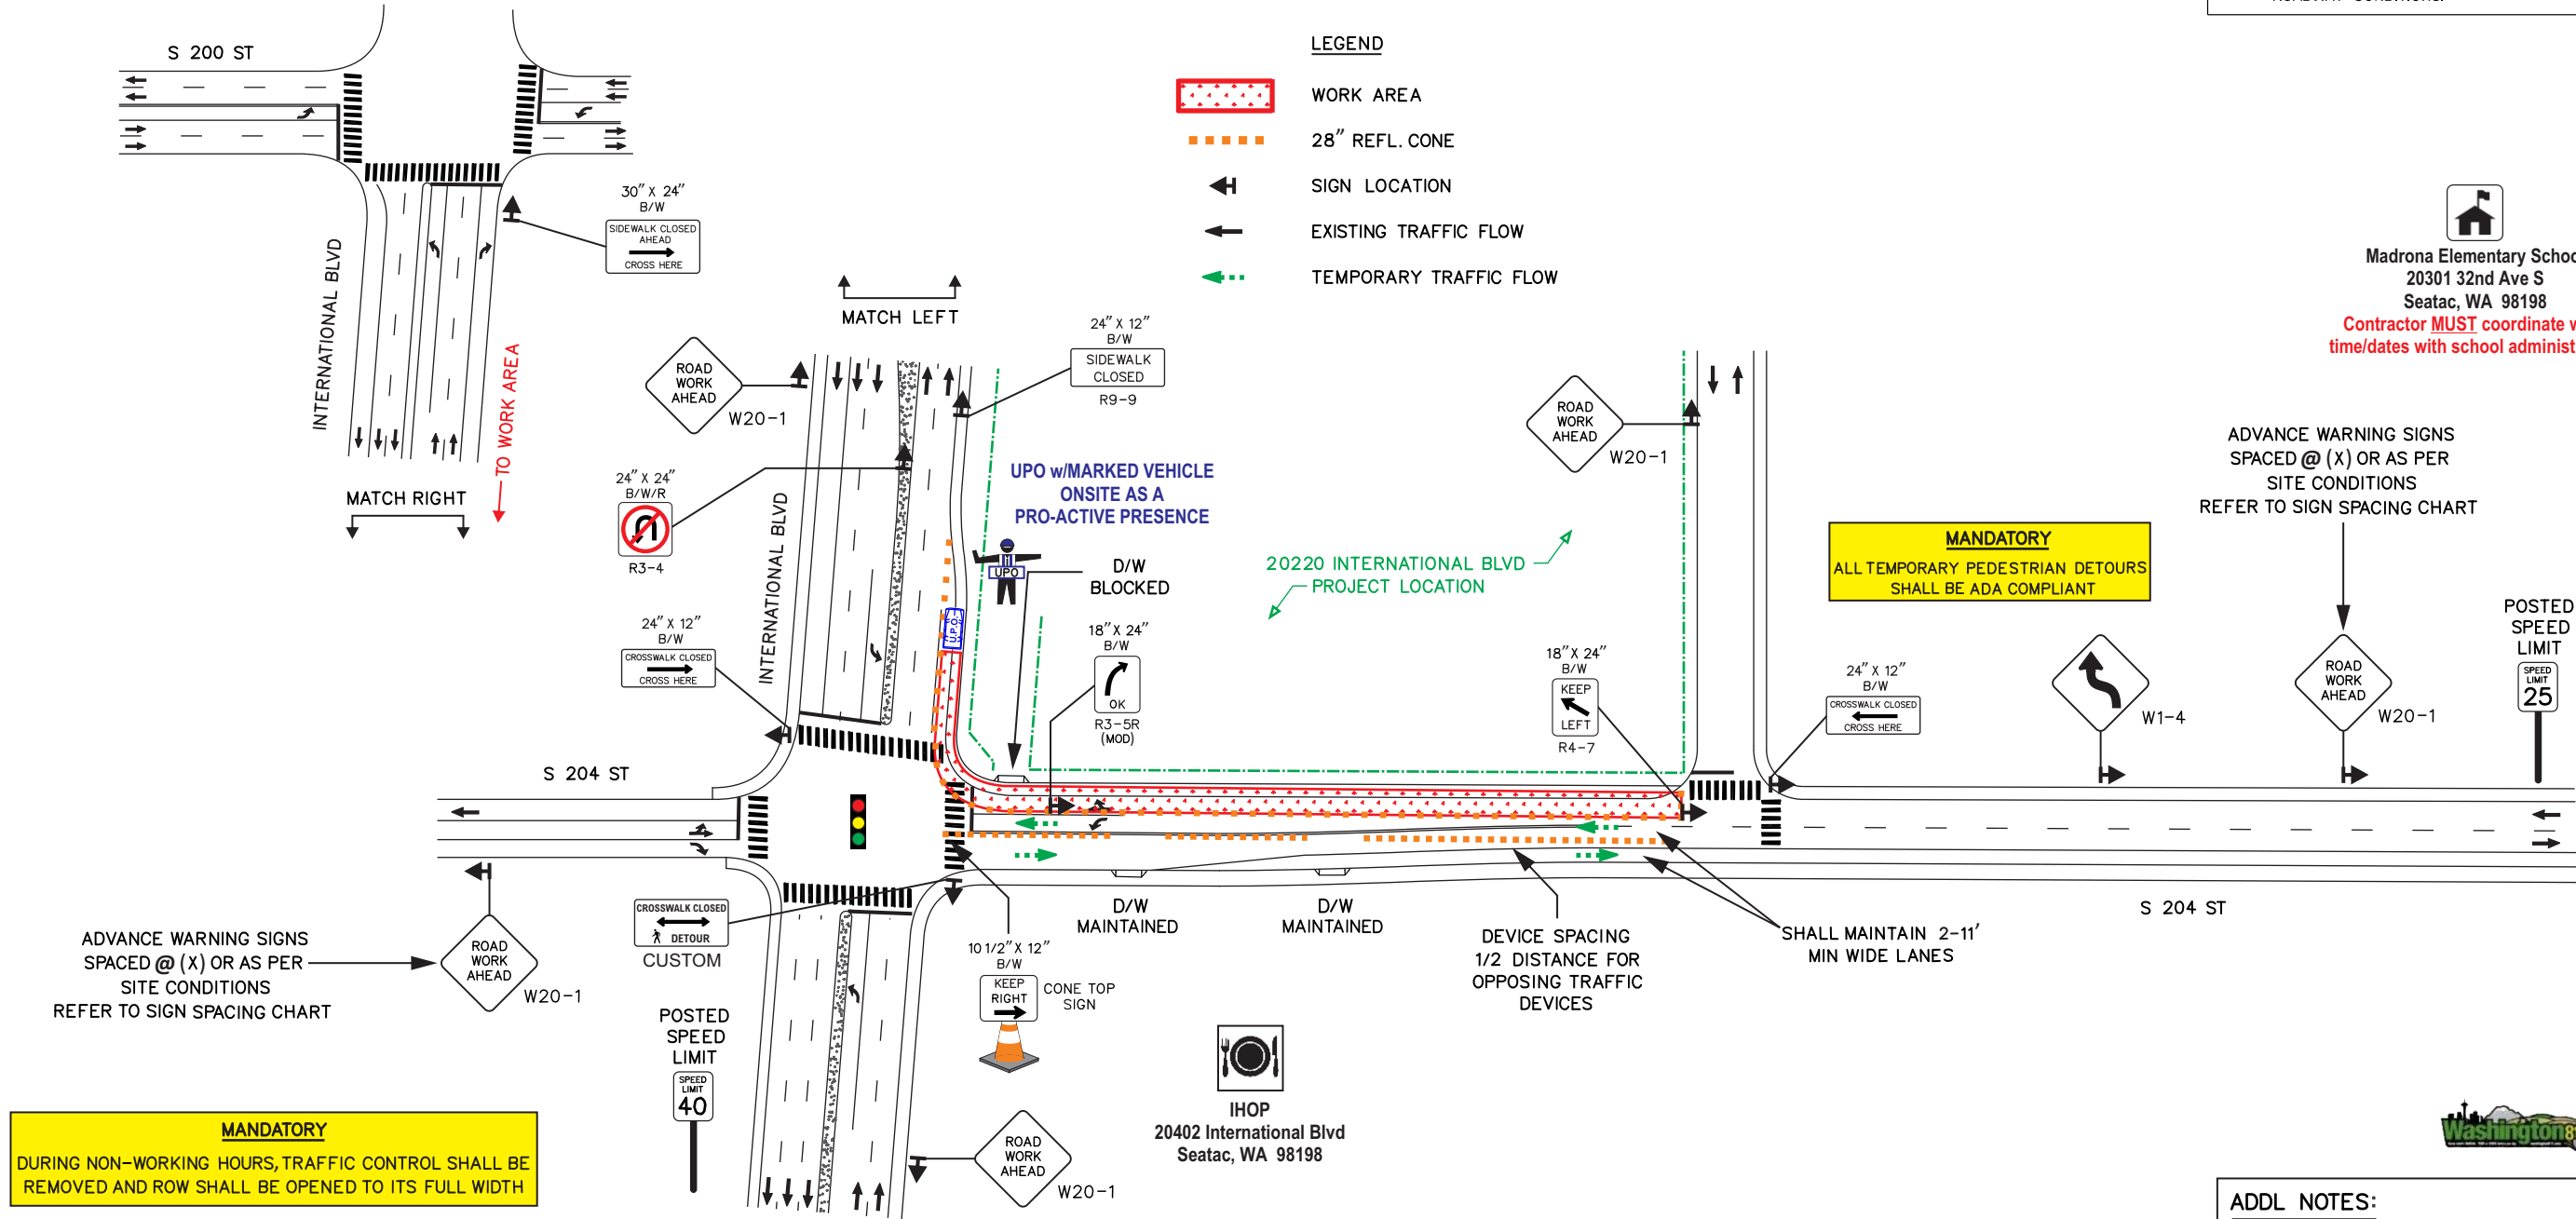 S 200 ST
INTERNATIONAL BLVD
30" X 24"
B/W
SIDEWALK CLOSED
AHEAD
CROSS HERE
TO WORK AREA
MATCH RIGHT
LEGEND
WORK AREA
28" REFL. CONE
SIGN LOCATION
EXISTING TRAFFIC FLOW
TEMPORARY TRAFFIC FLOW
MATCH LEFT
ROAD
WORK
AHEAD
W20-1
24" X 12"
B/W
SIDEWALK
CLOSED
R9-9
24" X 24"
B/W/R
R3-4
INTERNATIONAL BLVD
UPO w/MARKED VEHICLE
ONSITE AS A
PRO-ACTIVE PRESENCE
UPO
U.P.O.
D/W
BLOCKED
24" X 12"
B/W
CROSSWALK CLOSED
CROSS HERE
18" X 24"
B/W
OK
R3-5R
(MOD)
20220 INTERNATIONAL BLVD
PROJECT LOCATION
ROAD
WORK
AHEAD
W20-1
18" X 24"
B/W
KEEP
LEFT
R4-7
Madrona Elementary Schoo
20301 32nd Ave S
Seatac, WA 98198
Contractor MUST coordinate w
time/dates with school administ
ADVANCE WARNING SIGNS
SPACED @ (X) OR AS PER
SITE CONDITIONS
REFER TO SIGN SPACING CHART
MANDATORY
ALL TEMPORARY PEDESTRIAN DETOURS
SHALL BE ADA COMPLIANT
24" X 12"
B/W
CROSSWALK CLOSED
CROSS HERE
W1-4
ROAD
WORK
AHEAD
W20-1
POSTED
SPEED
LIMIT
SPEED
LIMIT
25
S 204 ST
S 204 ST
CROSSWALK CLOSED
DETOUR
CUSTOM
10 1/2" X 12"
B/W
KEEP
RIGHT
CONE TOP
SIGN
D/W
MAINTAINED
D/W
MAINTAINED
DEVICE SPACING
1/2 DISTANCE FOR
OPPOSING TRAFFIC
DEVICES
SHALL MAINTAIN 2-11'
MIN WIDE LANES
ADVANCE WARNING SIGNS
SPACED @ (X) OR AS PER
SITE CONDITIONS
REFER TO SIGN SPACING CHART
ROAD
WORK
AHEAD
W20-1
POSTED
SPEED
LIMIT
SPEED
LIMIT
40
IHOP
20402 International Blvd
Seatac, WA 98198
ROAD
WORK
AHEAD
W20-1
MANDATORY
DURING NON-WORKING HOURS, TRAFFIC CONTROL SHALL BE
REMOVED AND ROW SHALL BE OPENED TO ITS FULL WIDTH
Washington8
ADDL NOTES: